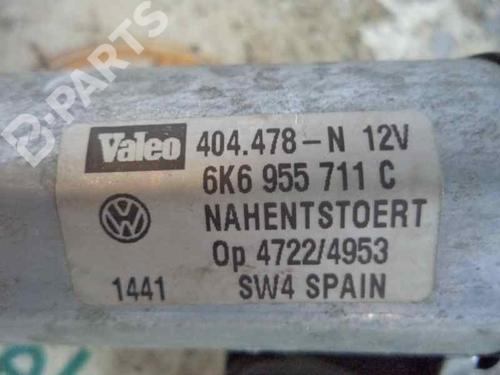 B-PARTS
Valeo 404.478-N 12V
6K6 955 711 C
NAHENTSTOERT
Op 4722/4953
1441 SW4 SPAIN